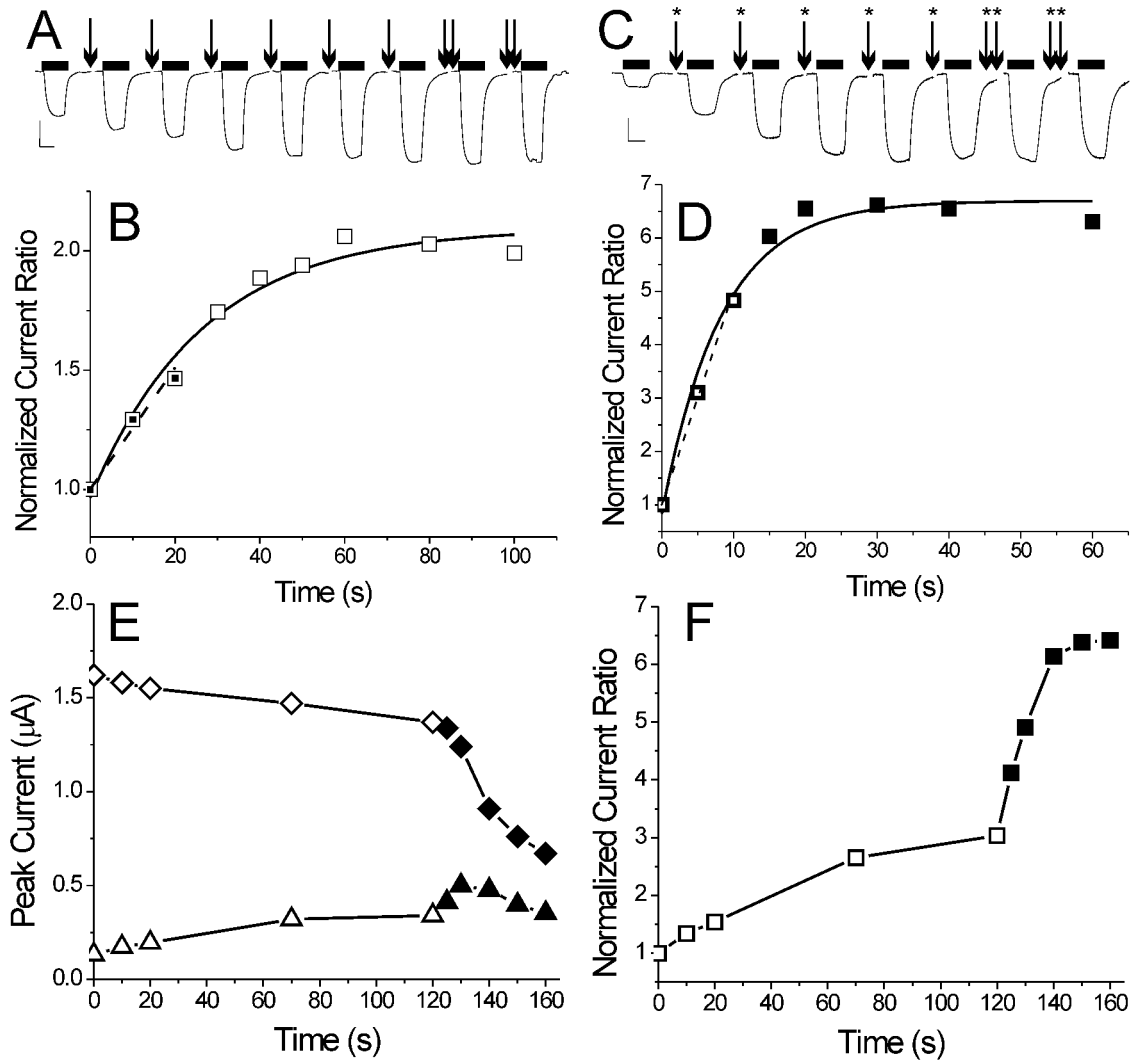 A
C
* * * * * ** **
B
Normalized Current Ratio
2.0
1.5
1.0
0 20 40 60 80 100
Time (s)
D
Normalized Current Ratio
7
6
5
4
3
2
1
0 10 20 30 40 50 60
Time (s)
E
Peak Current (µA)
2.0
1.5
1.0
0.5
0.0
0 20 40 60 80 100 120 140 160
Time (s)
F
Normalized Current Ratio
7
6
5
4
3
2
1
0 20 40 60 80 100 120 140 160
Time (s)